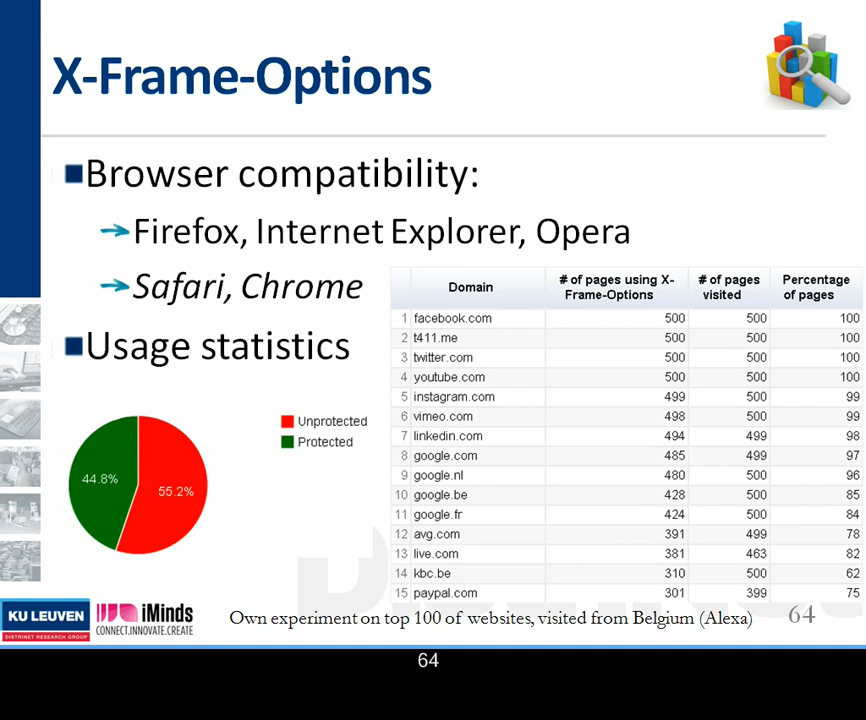 X-Frame-Options
Browser compatibility:
Firefox, Internet Explorer, Opera
Safari, Chrome
Usage statistics
Unprotected
Protected
44.8%
55.2%
Domain # of pages using X-Frame-Options # of pages visited Percentage of pages
1 facebook.com 500 500 100
2 t411.me 500 500 100
3 twitter.com 500 500 100
4 youtube.com 500 500 100
5 instagram.com 499 500 99
6 vimeo.com 498 500 99
7 linkedin.com 494 499 98
8 google.com 485 499 97
9 google.nl 480 500 96
10 google.be 428 500 85
11 google.fr 424 500 84
12 avg.com 391 499 78
13 live.com 381 463 82
14 kbc.be 310 500 62
15 paypal.com 301 399 75
KU LEUVEN
DISTRINET RESEARCH GROUP
iMinds
CONNECT.INNOVATE.CREATE
Own experiment on top 100 of websites, visited from Belgium (Alexa)
64
64